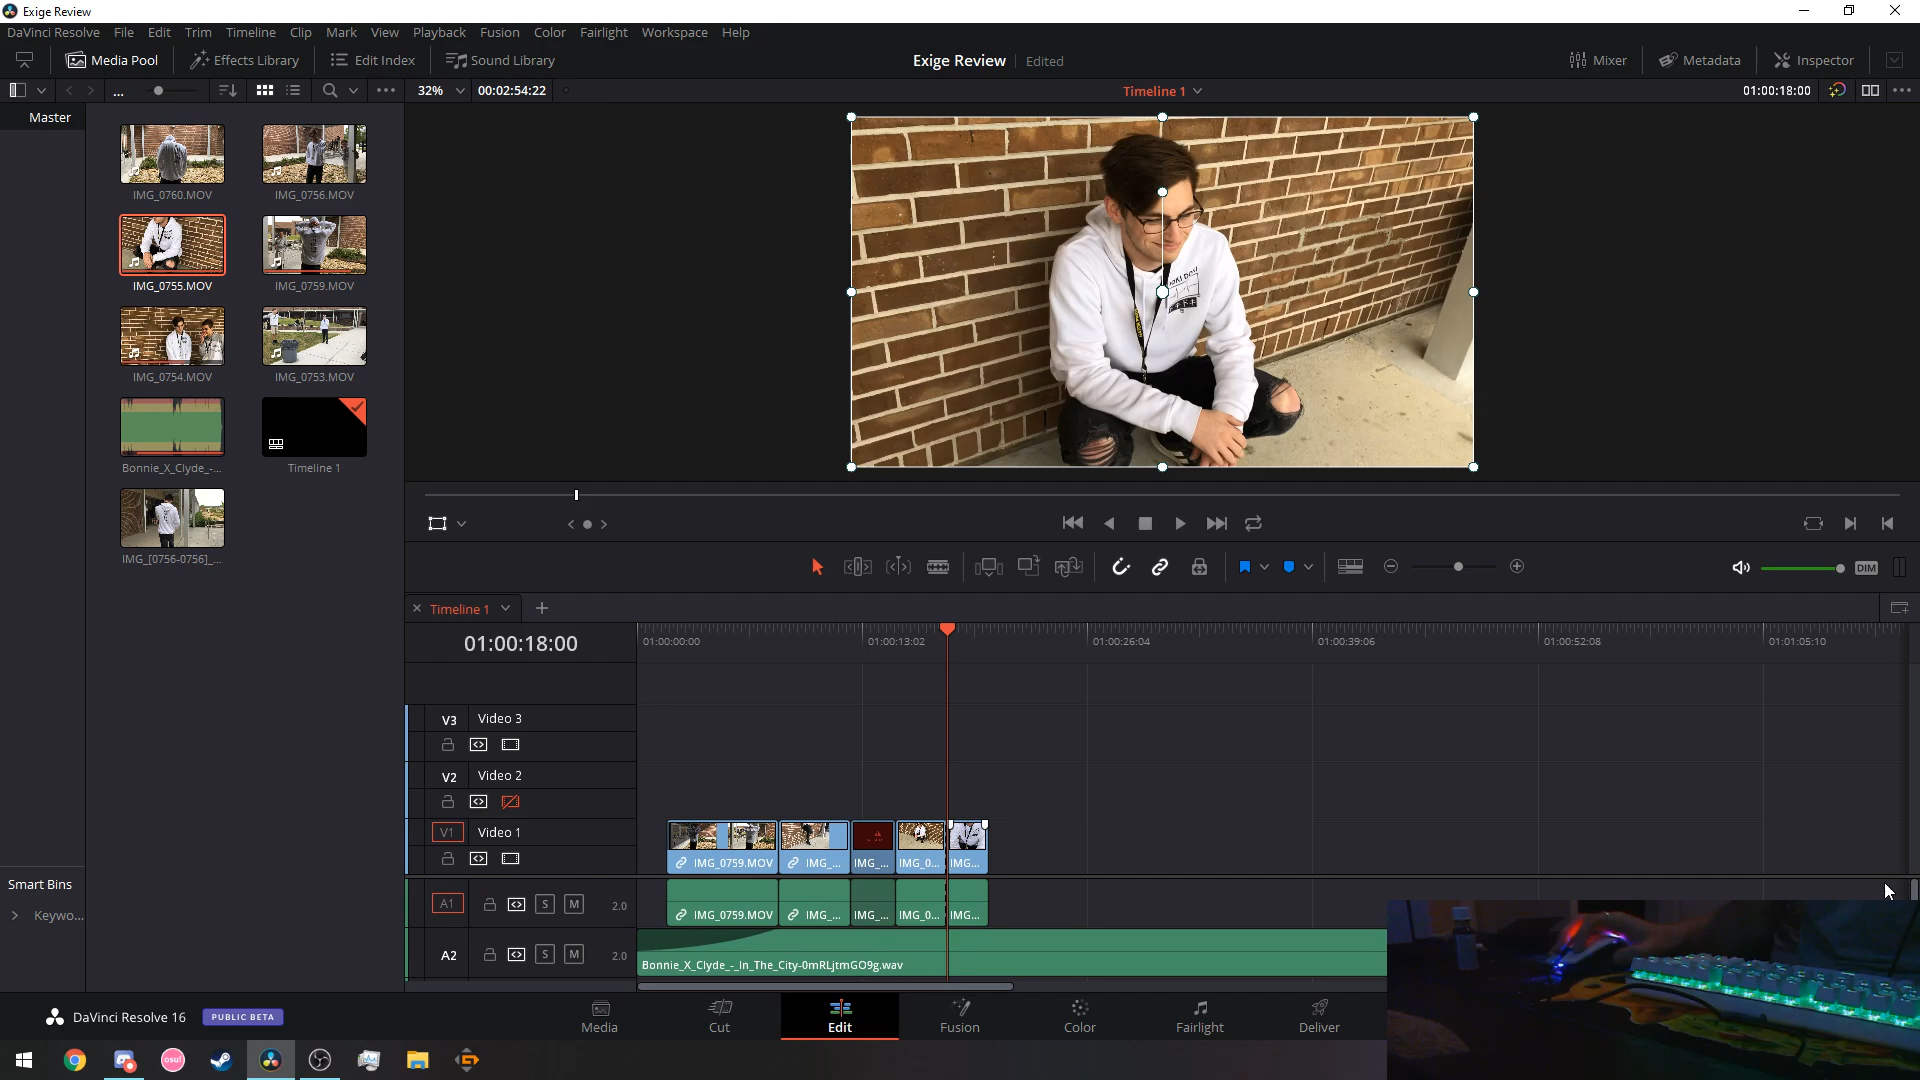 Exige Review
DaVinci Resolve File Edit Trim Timeline Clip Mark View Playback Fusion Color Fairlight Workspace Help
Media Pool Effects Library Edit Index Sound Library Exige Review Edited Mixer Metadata Inspector
... 32% 00:02:54:22 Timeline 1 01:00:18:00
Master
IMG_0760.MOV IMG_0756.MOV
IMG_0755.MOV IMG_0759.MOV
IMG_0754.MOV IMG_0753.MOV
Bonnie_X_Clyde_-... Timeline 1
IMG_[0756-0756]_...
DIM
Timeline 1
01:00:18:00 01:00:00:00 01:00:13:02 01:00:26:04 01:00:39:06 01:00:52:08 01:01:05:10
V3 Video 3
V2 Video 2
V1 Video 1
IMG_0759.MOV IMG_... IMG_... IMG_0... IMG...
Smart Bins
Keywo...
A1 S M 2.0 IMG_0759.MOV IMG_... IMG_... IMG_0... IMG...
A2 S M 2.0
Bonnie_X_Clyde_-_In_The_City-0mRLjtmGO9g.wav
DaVinci Resolve 16 PUBLIC BETA
Media Cut Edit Fusion Color Fairlight Deliver
osu!